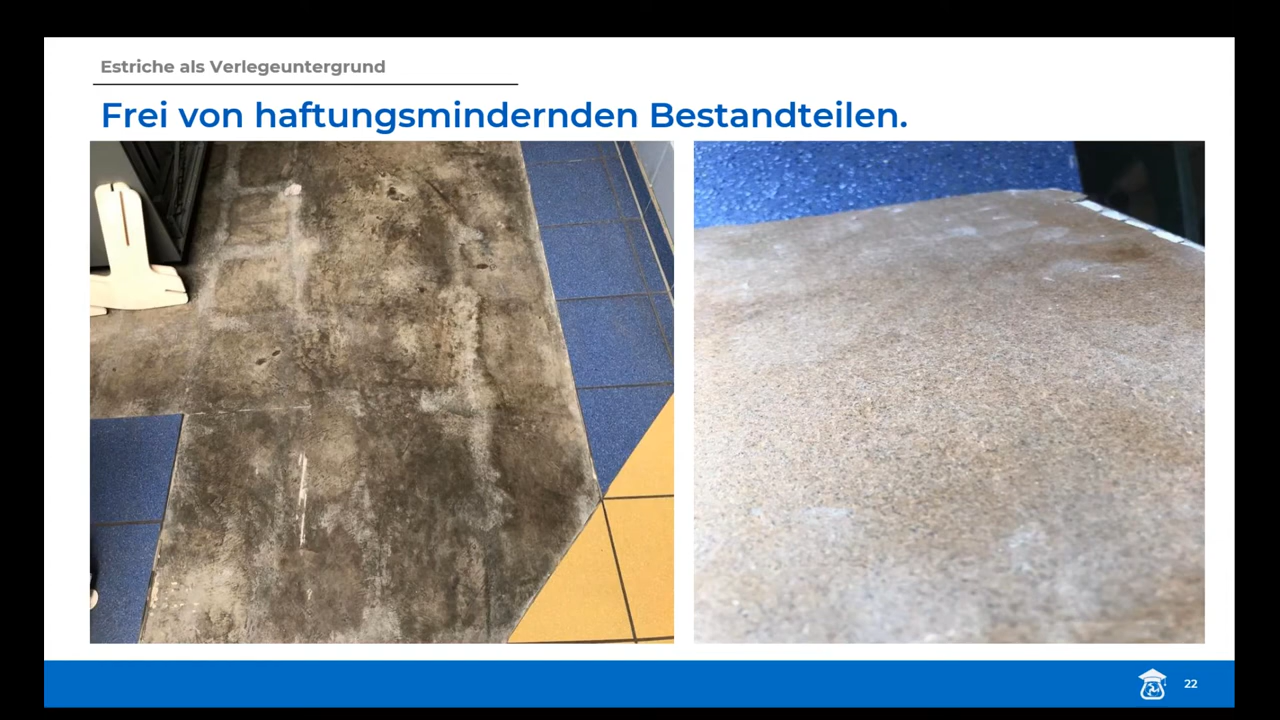 Estriche als Verlegeuntergrund
Frei von haftungsmindernden Bestandteilen.
22